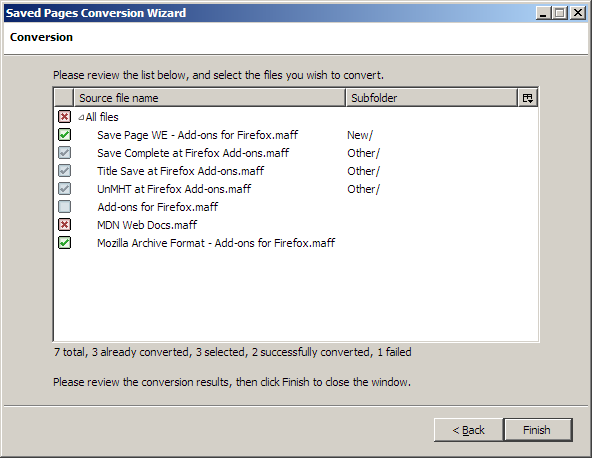 Saved Pages Conversion Wizard
Conversion
Please review the list below, and select the files you wish to convert.
Source file name Subfolder
All files
Save Page WE - Add-ons for Firefox.maff New/
Save Complete at Firefox Add-ons.maff Other/
Title Save at Firefox Add-ons.maff Other/
UnMHT at Firefox Add-ons.maff Other/
Add-ons for Firefox.maff
MDN Web Docs.maff
Mozilla Archive Format - Add-ons for Firefox.maff
7 total, 3 already converted, 3 selected, 2 successfully converted, 1 failed
Please review the conversion results, then click Finish to close the window.
< Back Finish